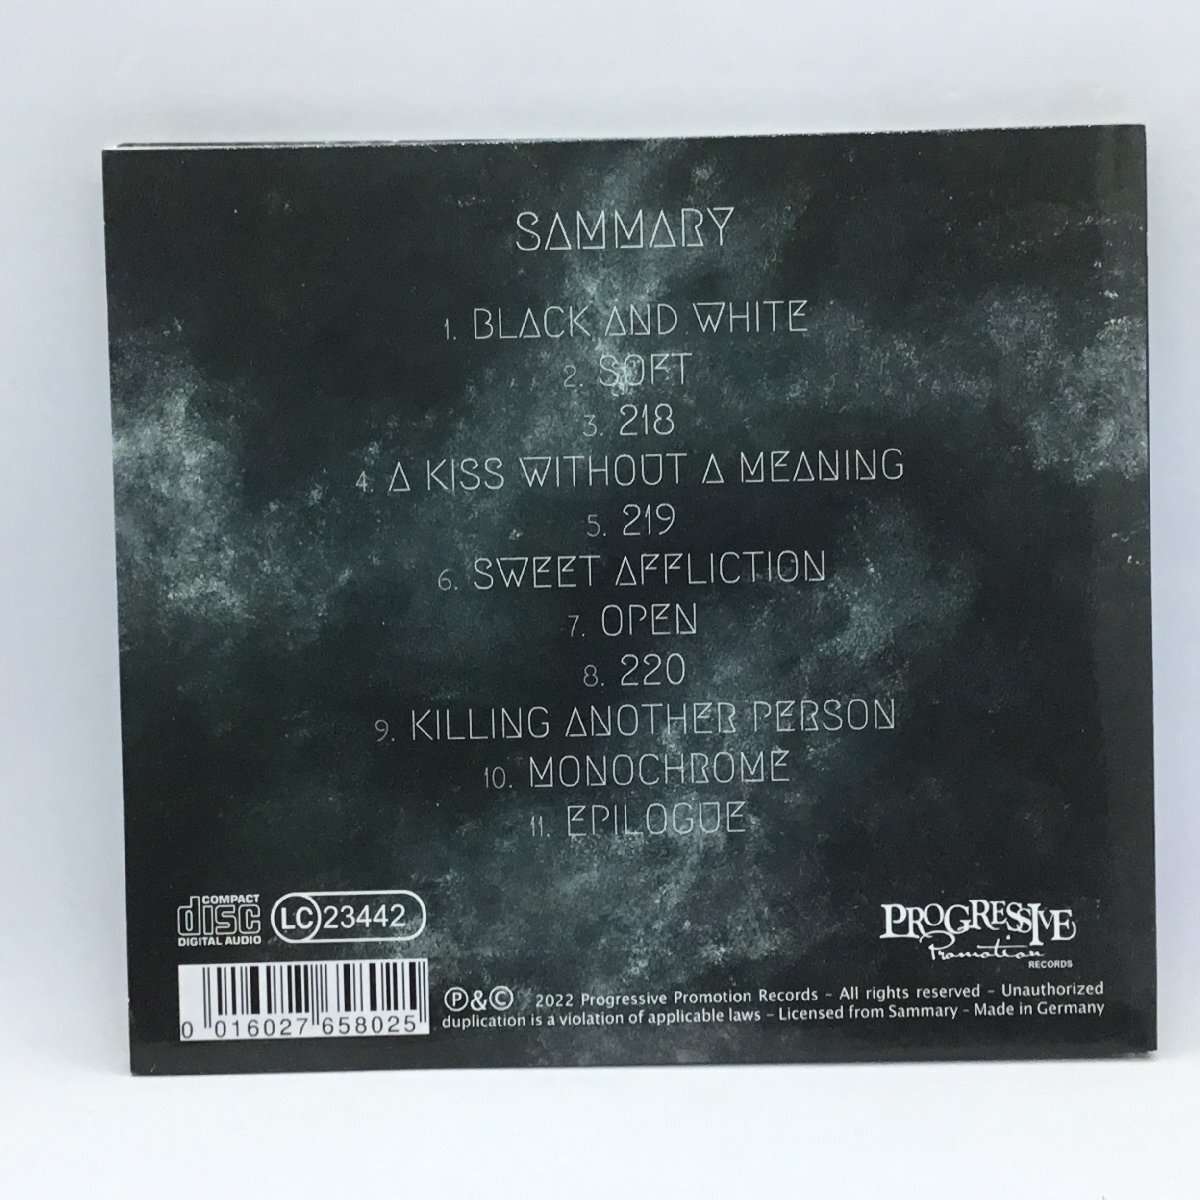 SAMMARY
1. BLACK AND WHITE
2. SOFT
3. 218
4. A KISS WITHOUT A MEANING
5. 219
6. SWEET AFFLICTION
7. OPEN
8. 220
9. KILLING ANOTHER PERSON
10. MONOCHROME
11. EPILOGUE
COMPACT
disc
DIGITAL AUDIO
LC 23442
PROGRESSIVE
Promotion
RECORDS
0 016027 658025
Ⓟ&© 2022 Progressive Promotion Records – All rights reserved – Unauthorized
duplication is a violation of applicable laws – Licensed from Sammary – Made in Germany